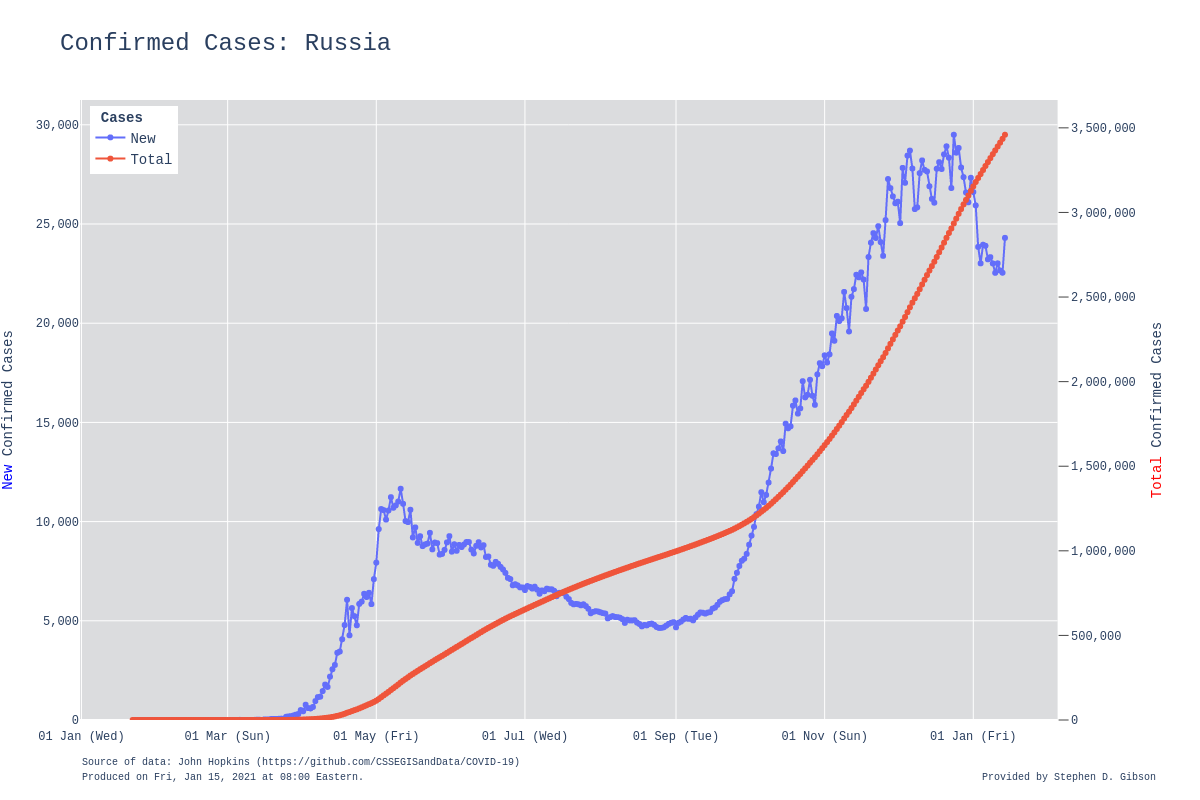 Confirmed Cases: Russia
Cases
New
Total
30,000
25,000
20,000
15,000
10,000
5,000
0
New Confirmed Cases
3,500,000
3,000,000
2,500,000
2,000,000
1,500,000
1,000,000
500,000
0
Total Confirmed Cases
01 Jan (Wed)
01 Mar (Sun)
01 May (Fri)
01 Jul (Wed)
01 Sep (Tue)
01 Nov (Sun)
01 Jan (Fri)
Source of data: John Hopkins (https://github.com/CSSEGISandData/COVID-19)
Produced on Fri, Jan 15, 2021 at 08:00 Eastern.
Provided by Stephen D. Gibson